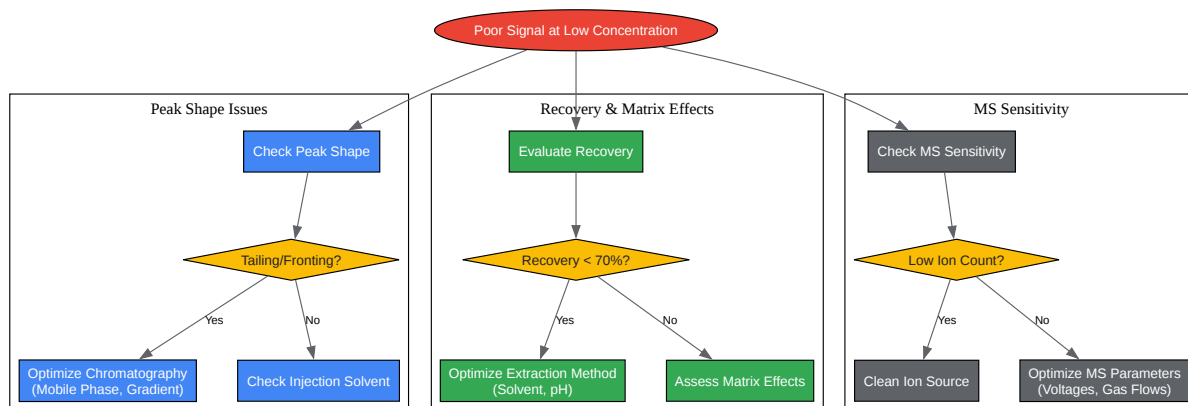 Poor Signal at Low Concentration
Peak Shape Issues
Recovery & Matrix Effects
MS Sensitivity
Check Peak Shape
Evaluate Recovery
Check MS Sensitivity
Tailing/Fronting?
Recovery < 70%?
Low Ion Count?
Yes
No
Yes
No
Yes
No
Optimize Chromatography
(Mobile Phase, Gradient)
Check Injection Solvent
Optimize Extraction Method
(Solvent, pH)
Assess Matrix Effects
Clean Ion Source
Optimize MS Parameters
(Voltages, Gas Flows)